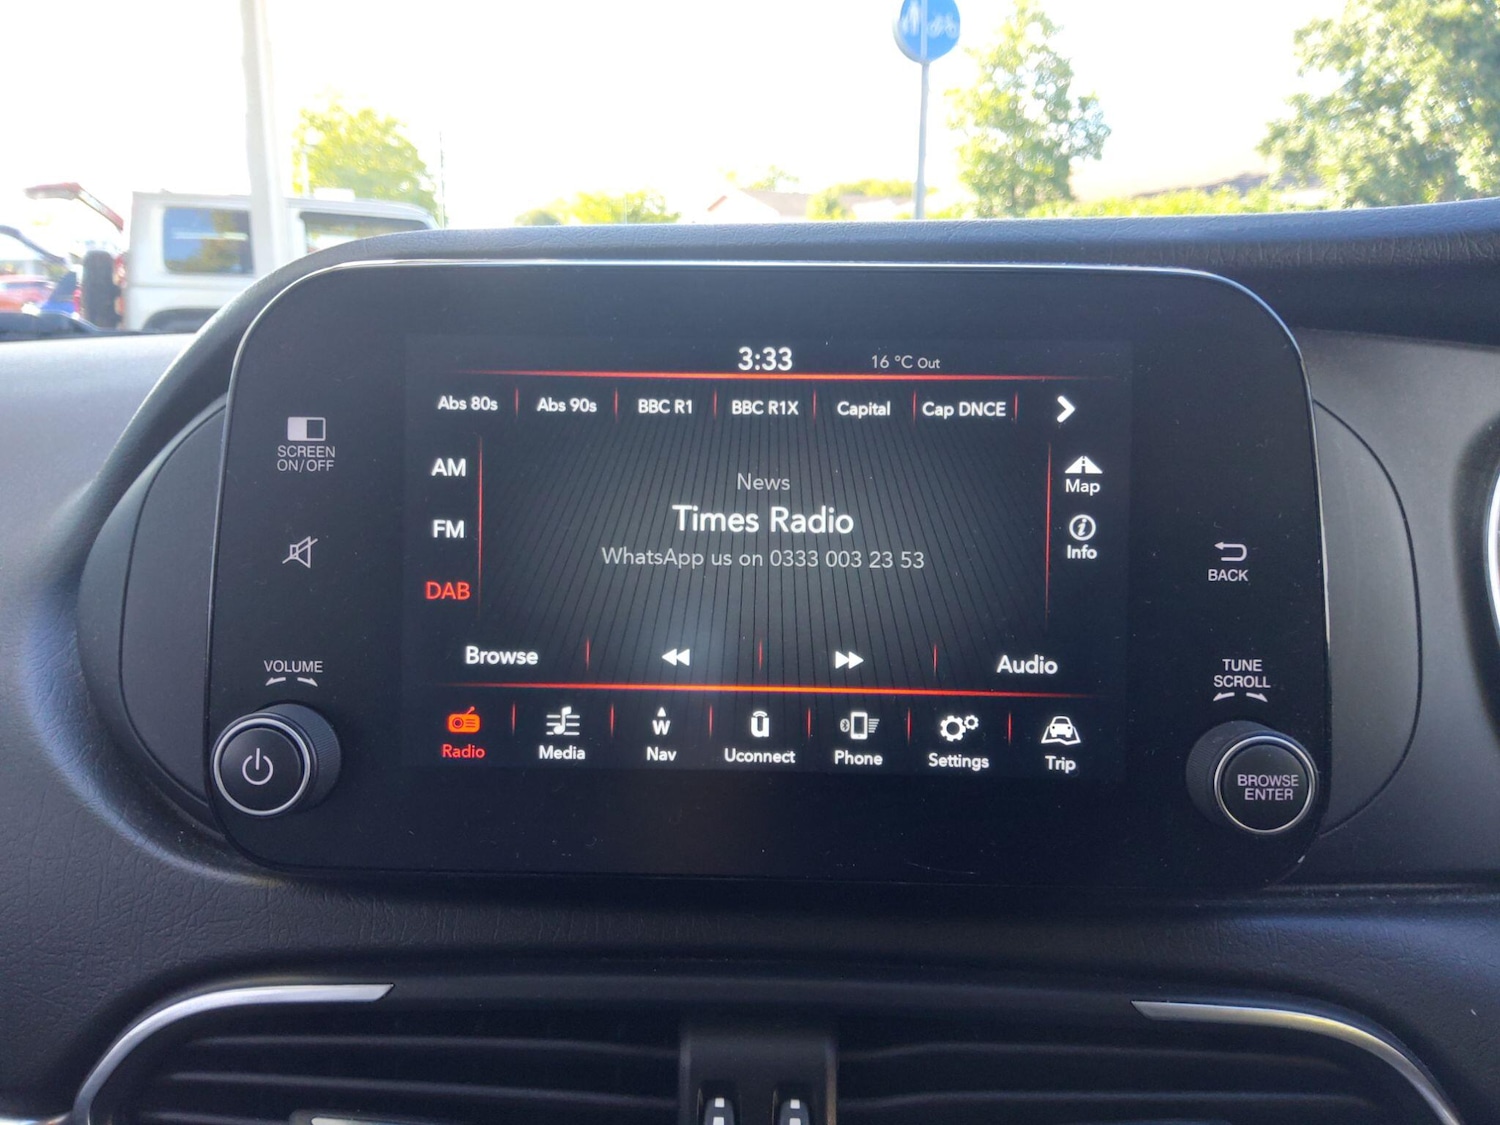 3:33
16 °C Out
Abs 80s
Abs 90s
BBC R1
BBC R1X
Capital
Cap DNCE
SCREEN
ON/OFF
AM
FM
DAB
News
Times Radio
WhatsApp us on 0333 003 23 53
Map
Info
BACK
Browse
Audio
VOLUME
TUNE
SCROLL
Radio
Media
W
Nav
Uconnect
Phone
Settings
Trip
BROWSE
ENTER